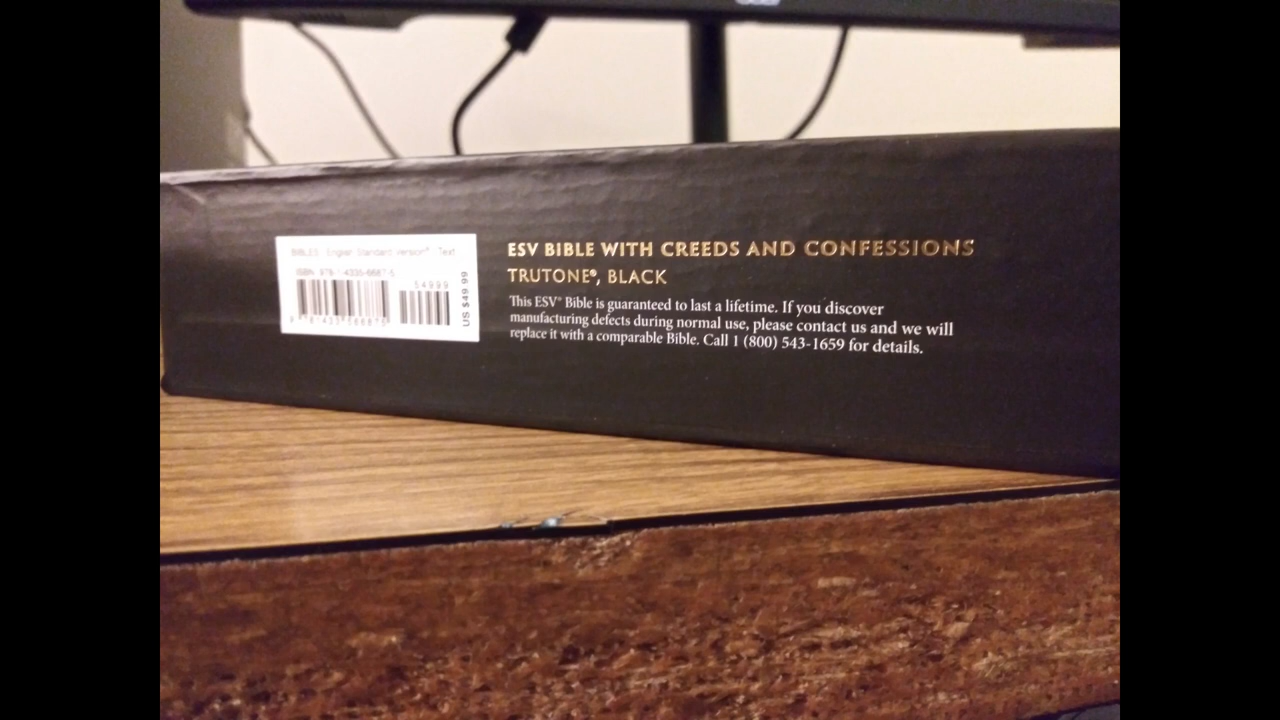 BIBLES / English Standard Version® / Text
ISBN 978-1-4335-6687-5
54999
US $49.99
9 781433 566875
ESV BIBLE WITH CREEDS AND CONFESSIONS
TRUTONE®, BLACK
This ESV® Bible is guaranteed to last a lifetime. If you discover
manufacturing defects during normal use, please contact us and we will
replace it with a comparable Bible. Call 1 (800) 543-1659 for details.